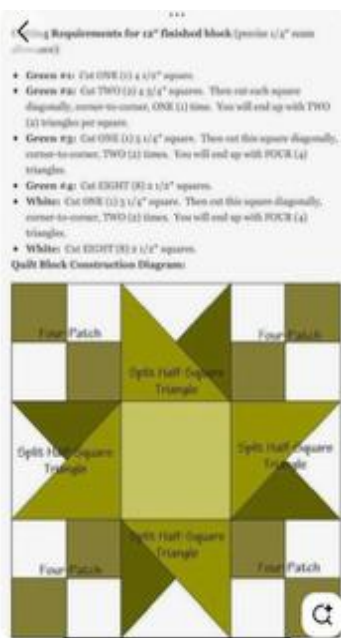 Requirements for 12" finished block (precise 1/4" seam
Green #1: Cut ONE (1) 4 1/2" square.
Green #2: Cut TWO (2) 4 3/4" squares. Then cut each square
diagonally, corner-to-corner, ONE (1) time. You will end up with TWO
(2) triangles per square.
Green #3: Cut ONE (1) 5 1/4" square. Then cut this square diagonally,
corner-to-corner, TWO (2) times. You will end up with FOUR (4)
triangles.
Green #4: Cut EIGHT (8) 2 1/2" squares.
White: Cut ONE (1) 5 1/4" square. Then cut this square diagonally,
corner-to-corner, TWO (2) times. You will end up with FOUR (4)
triangles.
White: Cut EIGHT (8) 2 1/2" squares.
Quilt Block Construction Diagram:
Four-Patch
Four-Patch
Split Half-Square
Triangle
Split Half-Square
Triangle
Split Half-Square
Triangle
Split Half-Square
Triangle
Four-Patch
Four-Patch